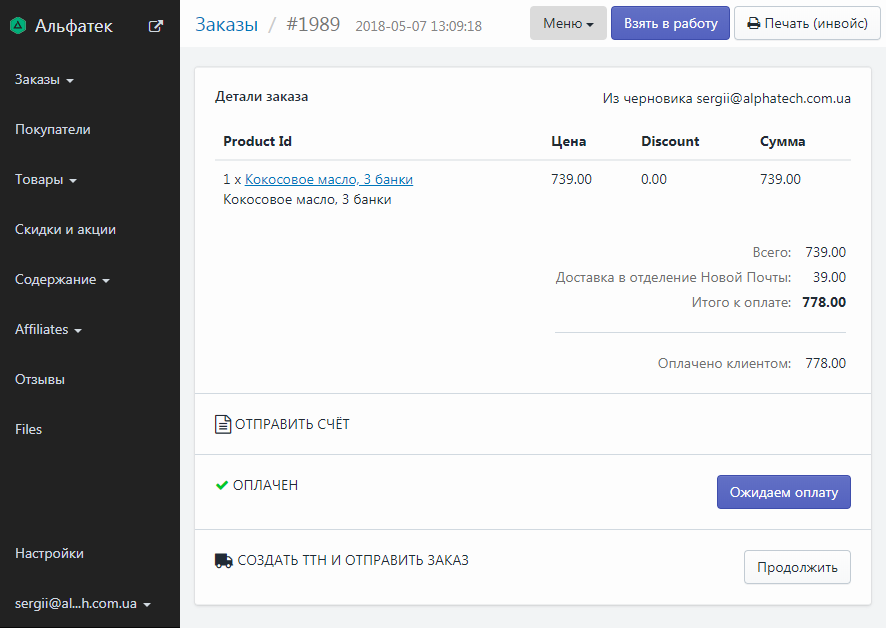 Альфатек
Заказы
Покупатели
Товары
Скидки и акции
Содержание
Affiliates
Отзывы
Files
Настройки
sergii@al...h.com.ua
Заказы / #1989 2018-05-07 13:09:18
Меню
Взять в работу
Печать (инвойс)
Детали заказа
Из черновика sergii@alphatech.com.ua
Product Id Цена Discount Сумма
1 x Кокосовое масло, 3 банки 739.00 0.00 739.00
Кокосовое масло, 3 банки
Всего: 739.00
Доставка в отделение Новой Почты: 39.00
Итого к оплате: 778.00
Оплачено клиентом: 778.00
ОТПРАВИТЬ СЧЁТ
ОПЛАЧЕН
Ожидаем оплату
СОЗДАТЬ ТТН И ОТПРАВИТЬ ЗАКАЗ
Продолжить